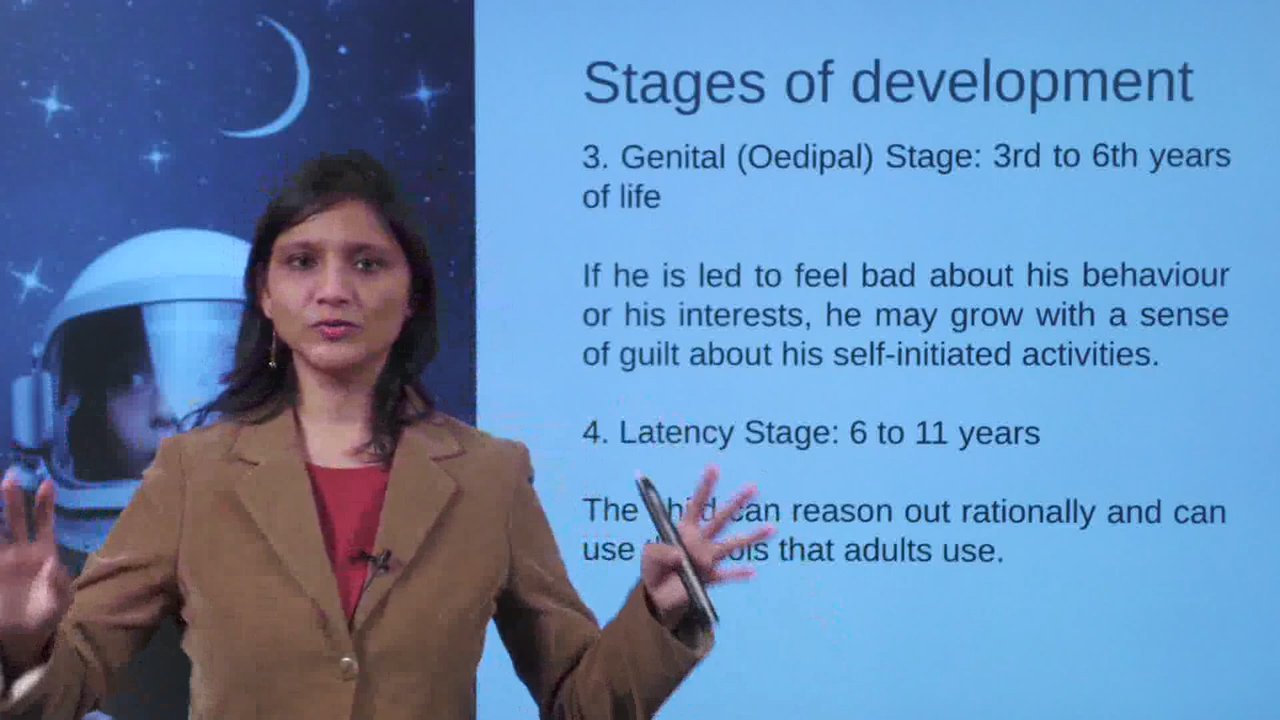 Stages of development
3. Genital (Oedipal) Stage: 3rd to 6th years
of life
If he is led to feel bad about his behaviour
or his interests, he may grow with a sense
of guilt about his self-initiated activities.
4. Latency Stage: 6 to 11 years
The child can reason out rationally and can
use that adults use.